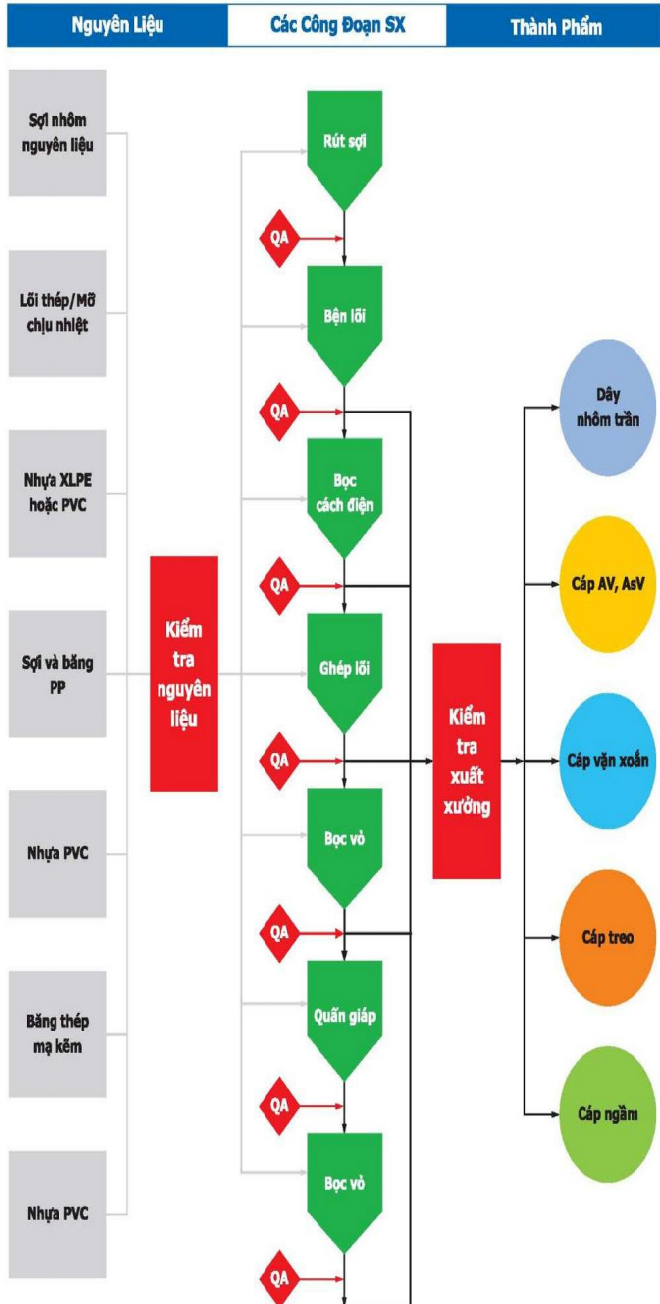 Nguyên Liệu
Các Công Đoạn SX
Thành Phẩm
Sợi nhôm
nguyên liệu
Lõi thép/Mỡ
chịu nhiệt
Nhựa XLPE
hoặc PVC
Sợi và băng
PP
Nhựa PVC
Băng thép
mạ kẽm
Nhựa PVC
Kiểm
tra
nguyên
liệu
Rút sợi
QA
Bện lõi
QA
Bọc
cách điện
QA
Ghép lõi
QA
Bọc vỏ
QA
Quấn giáp
QA
Bọc vỏ
QA
Kiểm
tra
xuất
xưởng
Dây
nhôm trần
Cáp AV, AsV
Cáp vặn xoắn
Cáp treo
Cáp ngầm